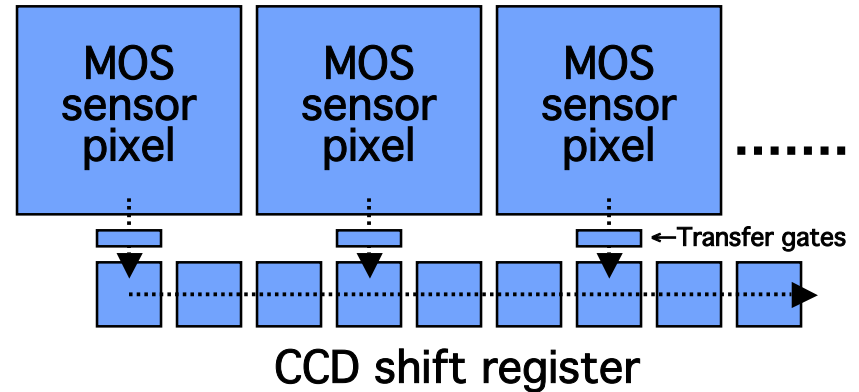 MOS
sensor
pixel
MOS
sensor
pixel
MOS
sensor
pixel
←Transfer gates
CCD shift register